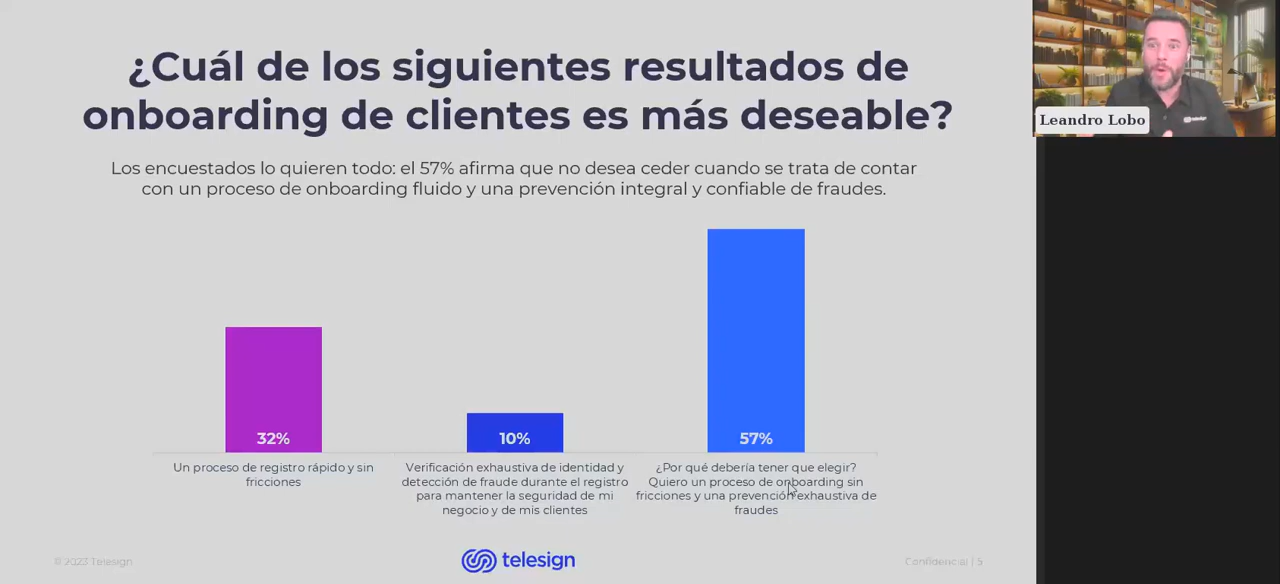 ¿Cuál de los siguientes resultados de
onboarding de clientes es más deseable?
Los encuestados lo quieren todo: el 57% afirma que no desea ceder cuando se trata de contar
con un proceso de onboarding fluido y una prevención integral y confiable de fraudes.
32%
10%
57%
Un proceso de registro rápido y sin
fricciones
Verificación exhaustiva de identidad y
detección de fraude durante el registro
para mantener la seguridad de mi
negocio y de mis clientes
¿Por qué debería tener que elegir?
Quiero un proceso de onboarding sin
fricciones y una prevención exhaustiva de
fraudes
© 2023 Telesign
telesign
Confidencial | 5
Leandro Lobo